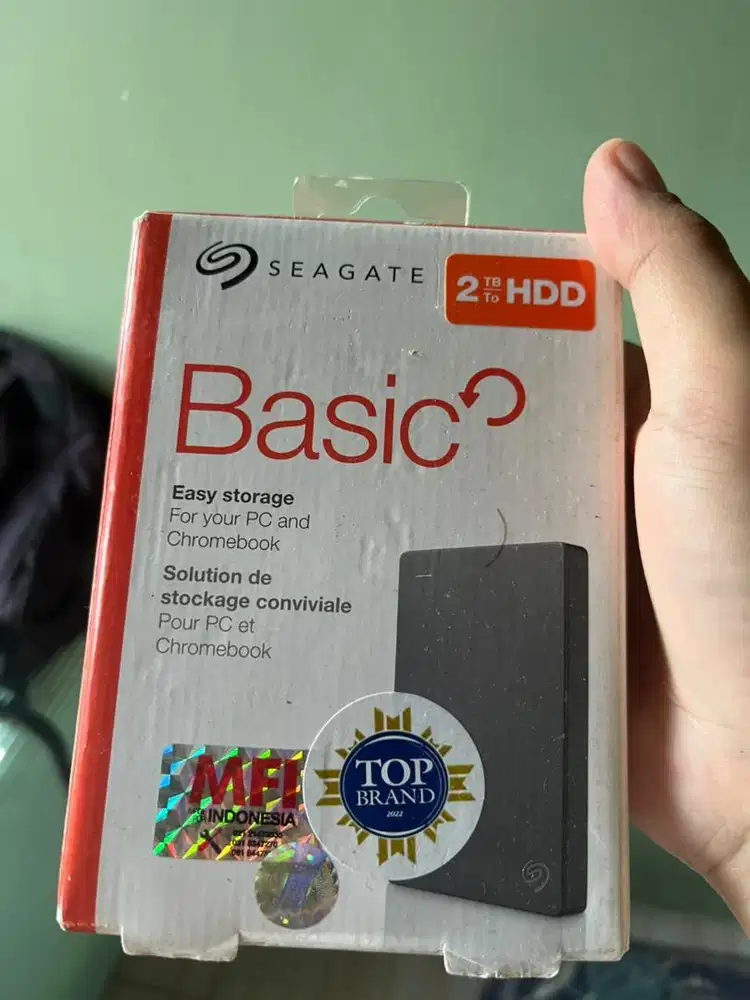 SEAGATE
2 TB To HDD
Basic
Easy storage
For your PC and
Chromebook
Solution de
stockage conviviale
Pour PC et
Chromebook
MFI
INDONESIA
TOP
BRAND
2022